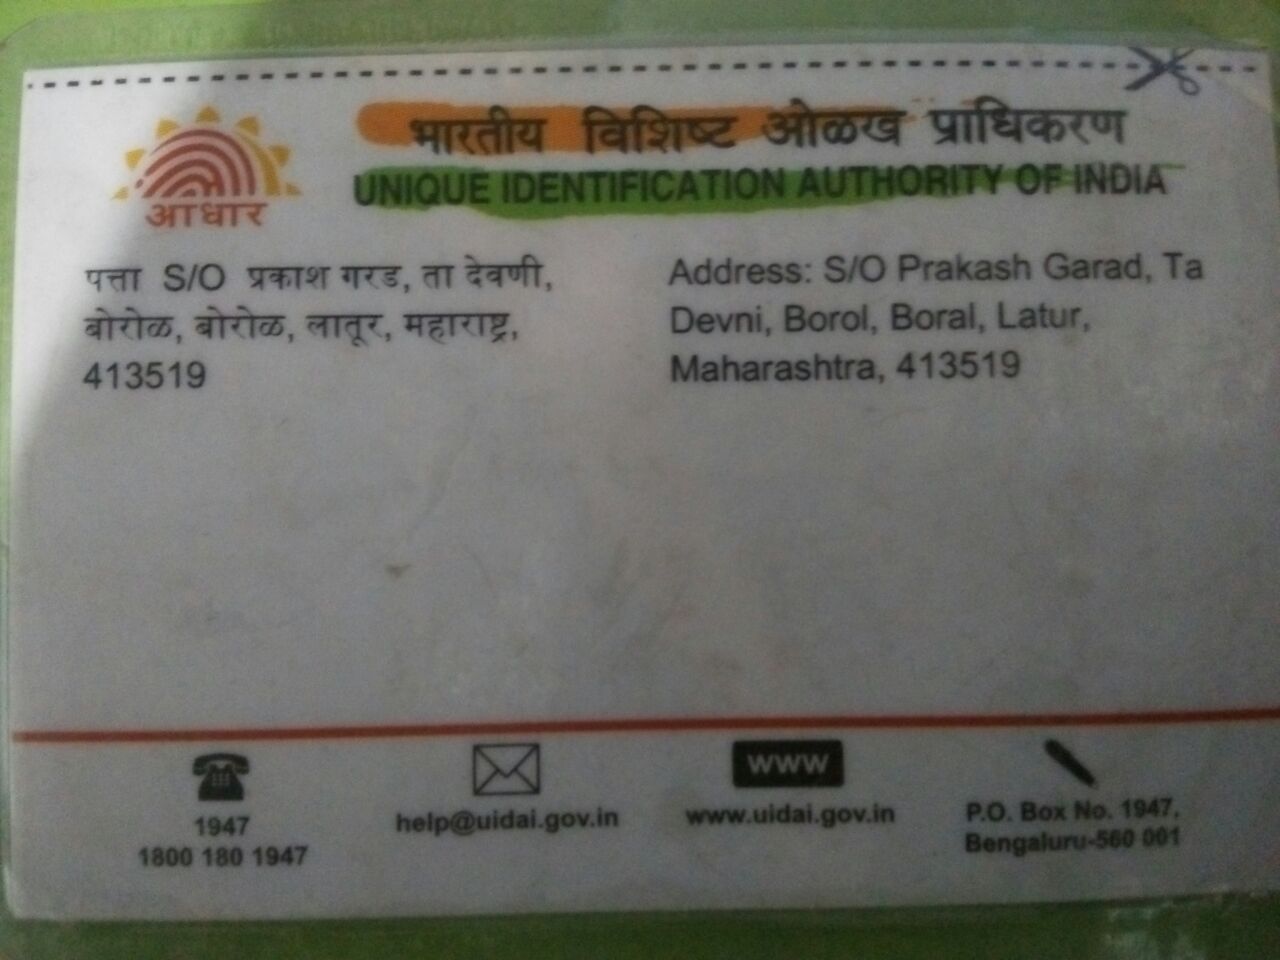 आधार
भारतीय विशिष्ट ओळख प्राधिकरण
UNIQUE IDENTIFICATION AUTHORITY OF INDIA
पत्ता S/O प्रकाश गरड, ता देवणी,
बोरोळ, बोरोळ, लातूर, महाराष्ट्र,
413519
Address: S/O Prakash Garad, Ta
Devni, Borol, Boral, Latur,
Maharashtra, 413519
1947
1800 180 1947
help@uidai.gov.in
WWW
www.uidai.gov.in
P.O. Box No. 1947,
Bengaluru-560 001